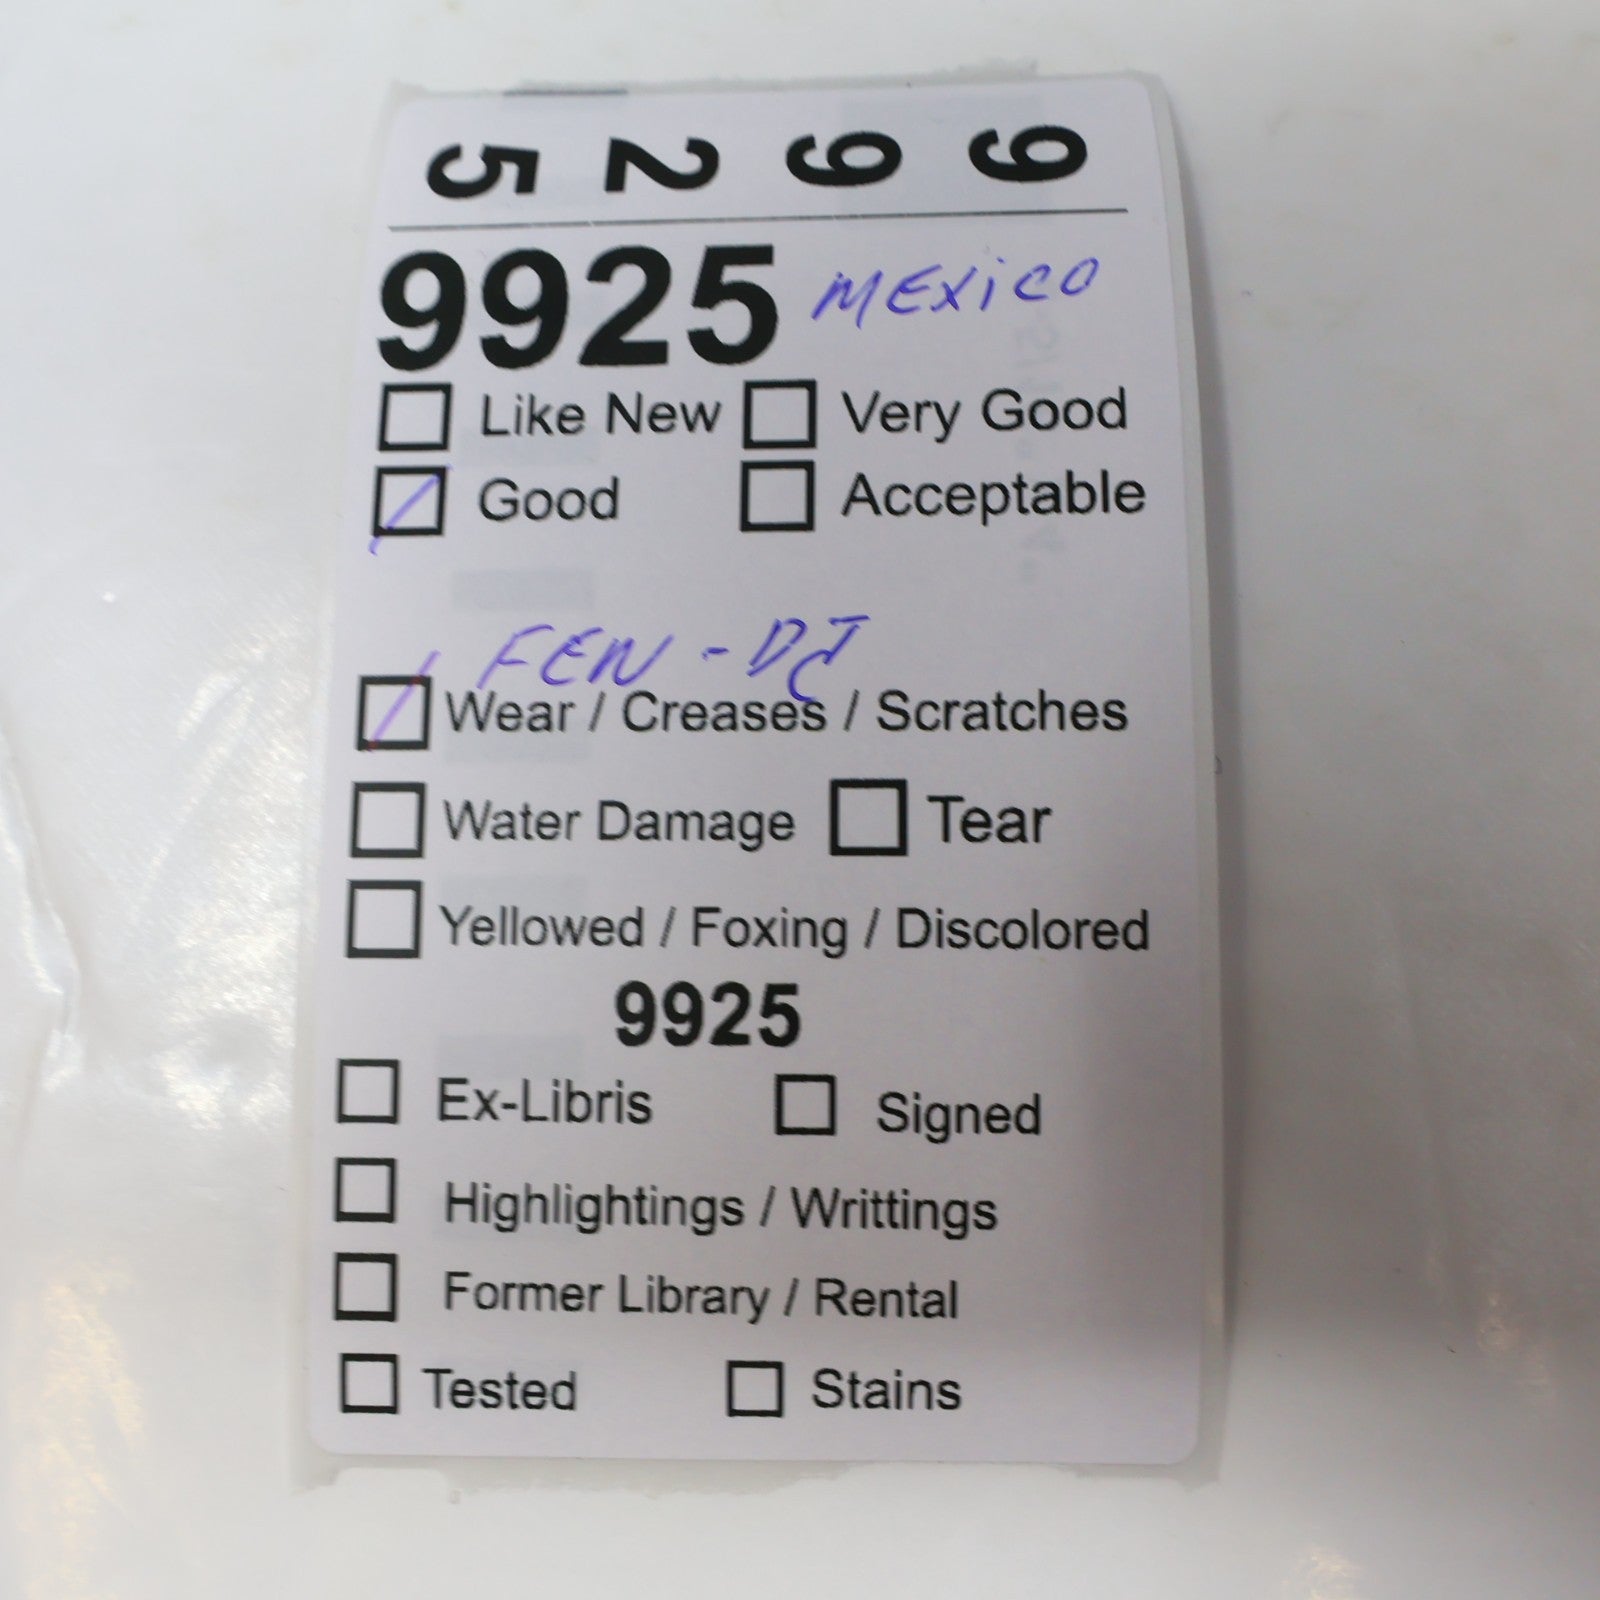 9 9 2 5
9925 MEXICO
Like New Very Good
Good Acceptable
FEN - DJ
Wear / Creases / Scratches
Water Damage Tear
Yellowed / Foxing / Discolored
9925
Ex-Libris Signed
Highlightings / Writtings
Former Library / Rental
Tested Stains